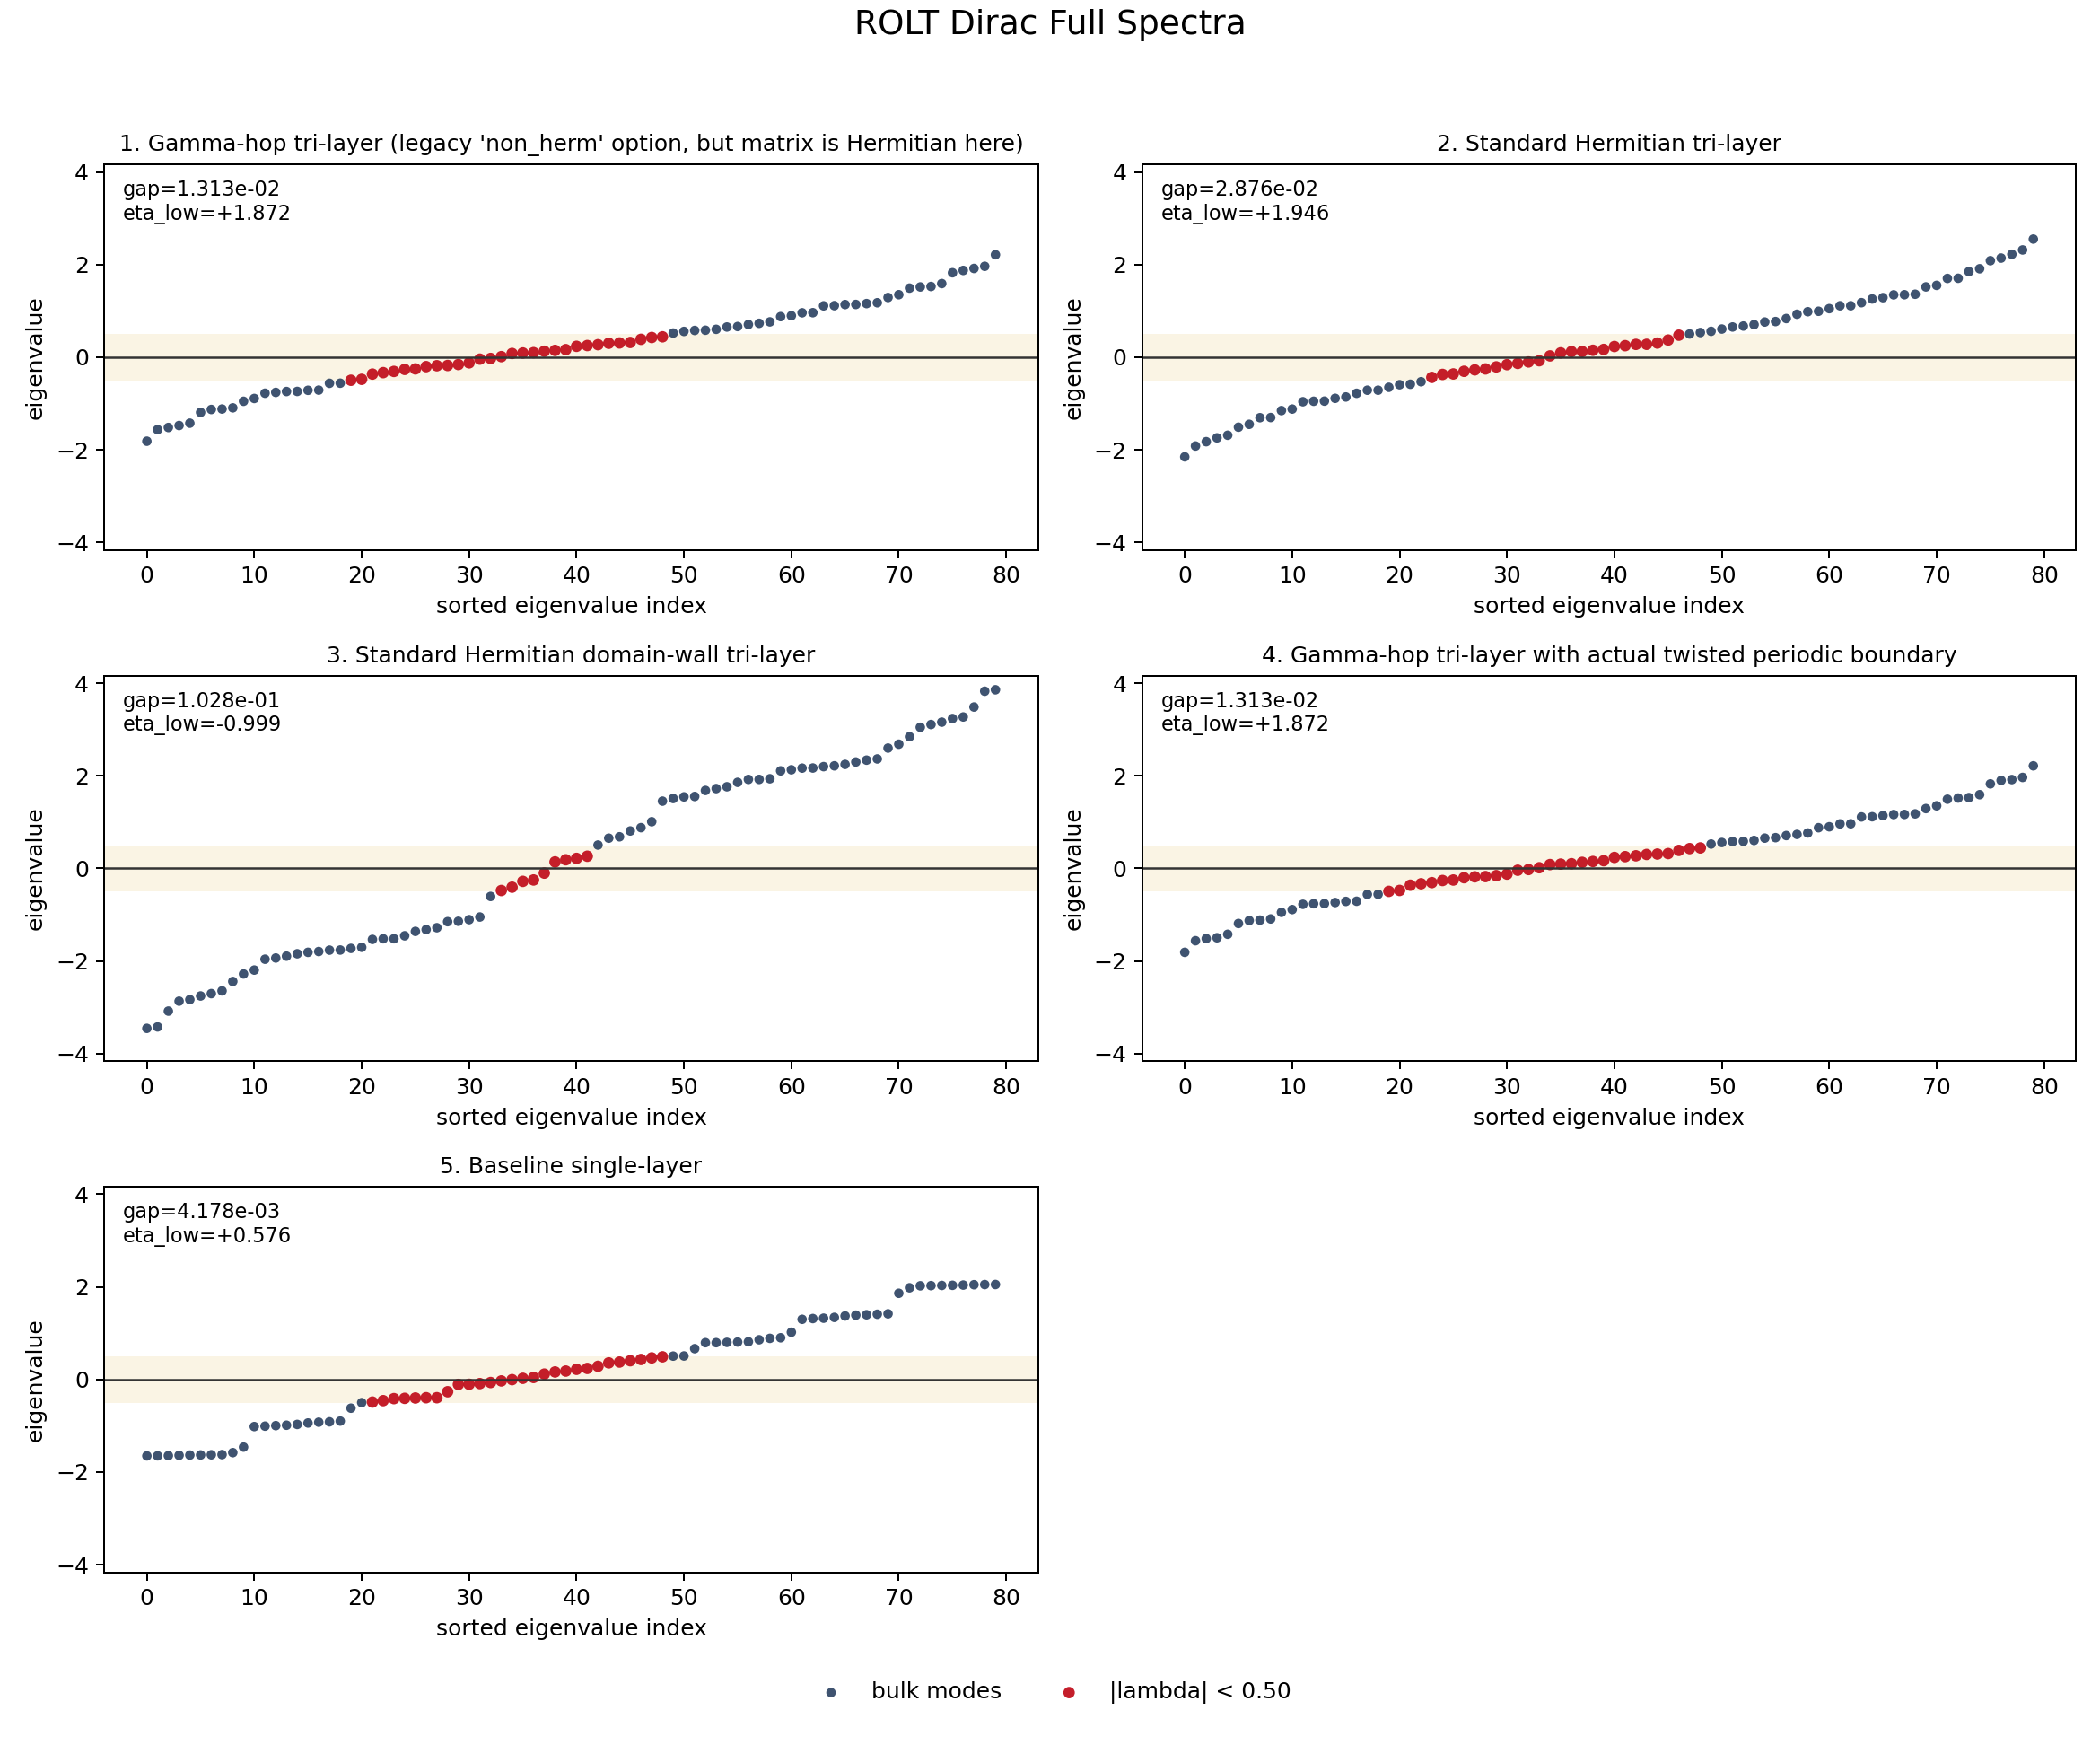 ROLT Dirac Full Spectra
1. Gamma-hop tri-layer (legacy 'non_herm' option, but matrix is Hermitian here)
gap=1.313e-02
eta_low=+1.872
4
2
0
−2
−4
eigenvalue
0 10 20 30 40 50 60 70 80
sorted eigenvalue index
2. Standard Hermitian tri-layer
gap=2.876e-02
eta_low=+1.946
4
2
0
−2
−4
eigenvalue
0 10 20 30 40 50 60 70 80
sorted eigenvalue index
3. Standard Hermitian domain-wall tri-layer
gap=1.028e-01
eta_low=-0.999
4
2
0
−2
−4
eigenvalue
0 10 20 30 40 50 60 70 80
sorted eigenvalue index
4. Gamma-hop tri-layer with actual twisted periodic boundary
gap=1.313e-02
eta_low=+1.872
4
2
0
−2
−4
eigenvalue
0 10 20 30 40 50 60 70 80
sorted eigenvalue index
5. Baseline single-layer
gap=4.178e-03
eta_low=+0.576
4
2
0
−2
−4
eigenvalue
0 10 20 30 40 50 60 70 80
sorted eigenvalue index
bulk modes
|lambda| < 0.50